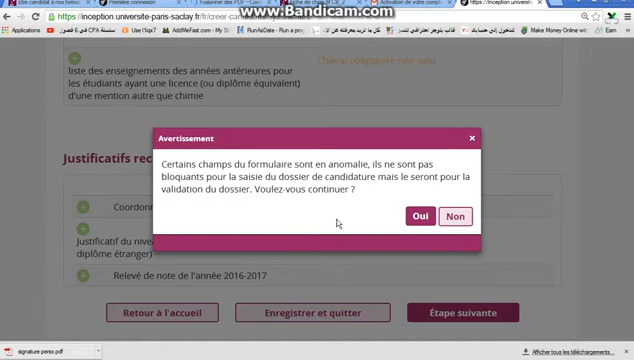 www.Bandicam.com
https://inception.universite-paris-saclay.fr/fr/creer-can
liste des enseignements des années antérieures pour
les étudiants ayant une licence (ou diplôme équivalent)
d'une mention autre que chimie
Champ obligatoire non saisi
Avertissement
Certains champs du formulaire sont en anomalie, ils ne sont pas
bloquants pour la saisie du dossier de candidature mais le seront pour la
validation du dossier. Voulez-vous continuer ?
Oui
Non
Justificatifs rec
Coordonn
Justificatif du nive
diplôme étranger)
Relevé de note de l'année 2016-2017
Retour à l'accueil
Enregistrer et quitter
Étape suivante
signature perso.pdf
Afficher tous les téléchargements...